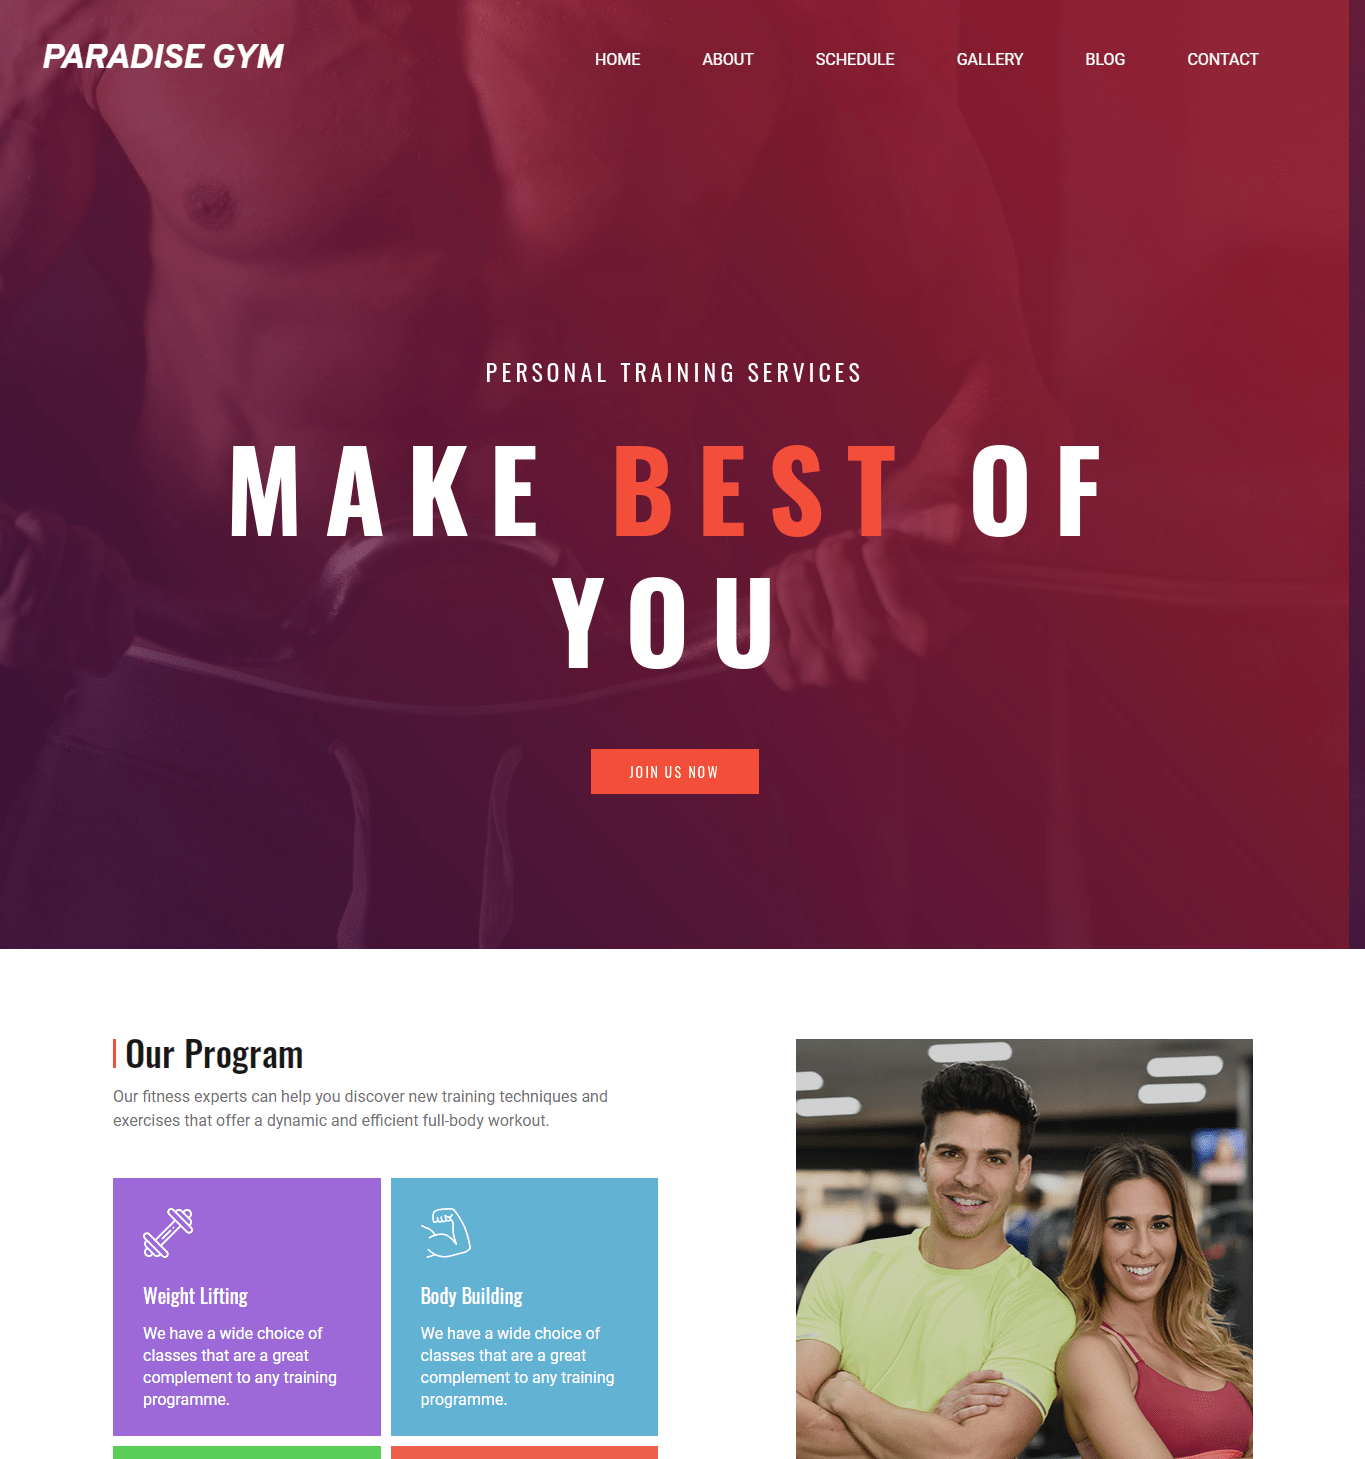 PARADISE GYM
HOME ABOUT SCHEDULE GALLERY BLOG CONTACT
PERSONAL TRAINING SERVICES
MAKE BEST OF
YOU
JOIN US NOW
Our Program
Our fitness experts can help you discover new training techniques and
exercises that offer a dynamic and efficient full-body workout.
Weight Lifting
We have a wide choice of
classes that are a great
complement to any training
programme.
Body Building
We have a wide choice of
classes that are a great
complement to any training
programme.